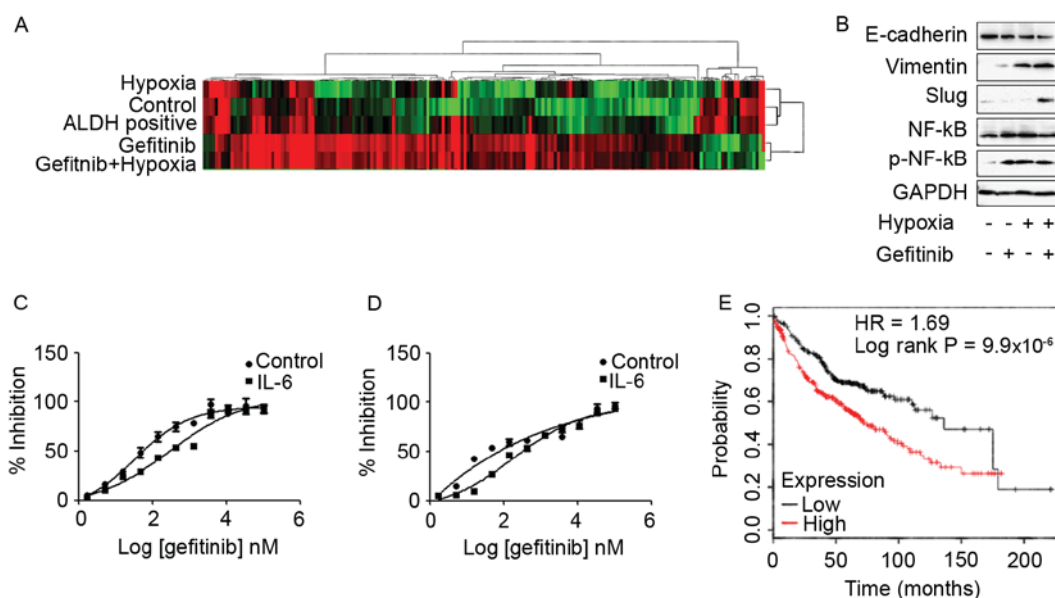 A
Hypoxia
Control
ALDH positive
Gefitinib
Gefitnib+Hypoxia
B
E-cadherin
Vimentin
Slug
NF-kB
p-NF-kB
GAPDH
Hypoxia - - + +
Gefitinib - + - +
C
150
100
50
0
% Inhibition
0 2 4 6
Log [gefitinib] nM
Control
IL-6
D
150
100
50
0
% Inhibition
0 2 4 6
Log [gefitinib] nM
Control
IL-6
E
HR = 1.69
Log rank P = 9.9x10⁻⁶
1.0
0.8
0.6
0.4
0.2
0.0
Probability
Expression
Low
High
0 50 100 150 200
Time (months)